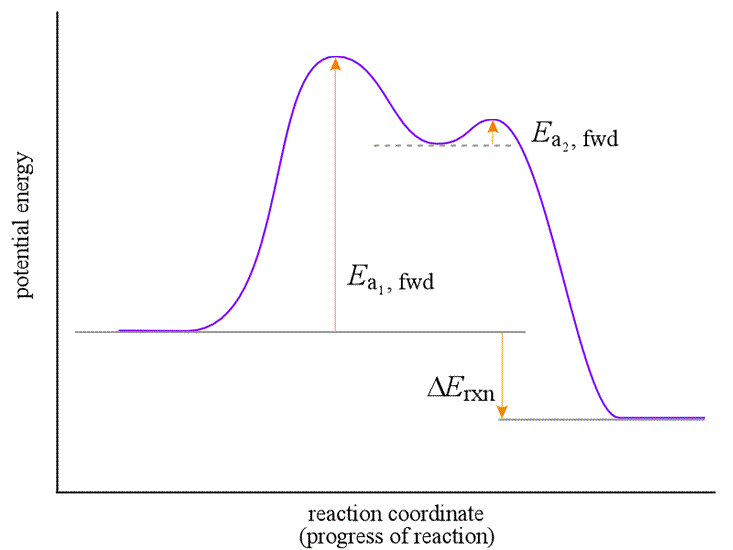 potential energy
Ea2, fwd
Ea1, fwd
ΔErxn
reaction coordinate
(progress of reaction)